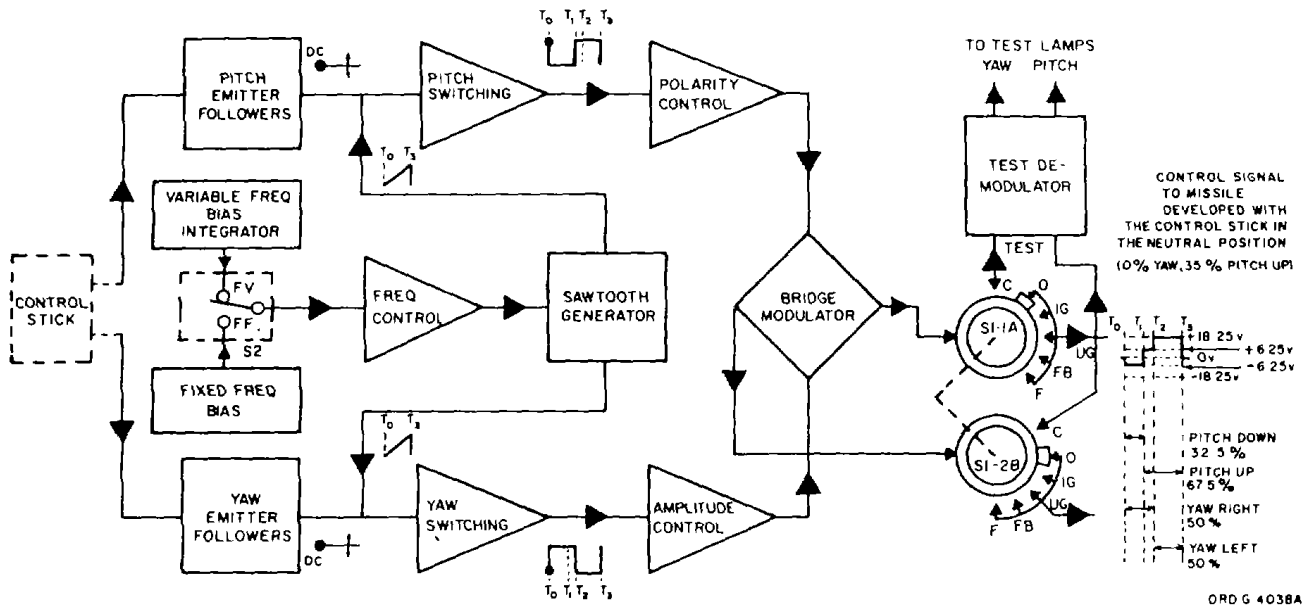 T0 T1 T2 T3
DC
PITCH
EMITTER
FOLLOWERS
PITCH
SWITCHING
POLARITY
CONTROL
TO TEST LAMPS
YAW PITCH
TEST DE-
MODULATOR
T0 T3
VARIABLE FREQ
BIAS
INTEGRATOR
CONTROL
STICK
FV
FF
S2
FIXED FREQ
BIAS
FREQ
CONTROL
SAWTOOTH
GENERATOR
BRIDGE
MODULATOR
CONTROL SIGNAL
TO MISSILE
DEVELOPED WITH
THE CONTROL STICK IN
THE NEUTRAL POSITION
(0% YAW, 35% PITCH UP)
TEST
C
O
IG
UG
FB
F
S1-1A
T0 T1 T2 T3
+18.25v
+6.25v
0v
-6.25v
-18.25v
C
O
IG
UG
FB
F
S1-2B
PITCH DOWN
32.5%
PITCH UP
67.5%
YAW RIGHT
50%
YAW LEFT
50%
T0 T3
YAW
EMITTER
FOLLOWERS
DC
YAW
SWITCHING
AMPLITUDE
CONTROL
T0 T1 T2 T3
ORD G 4038A